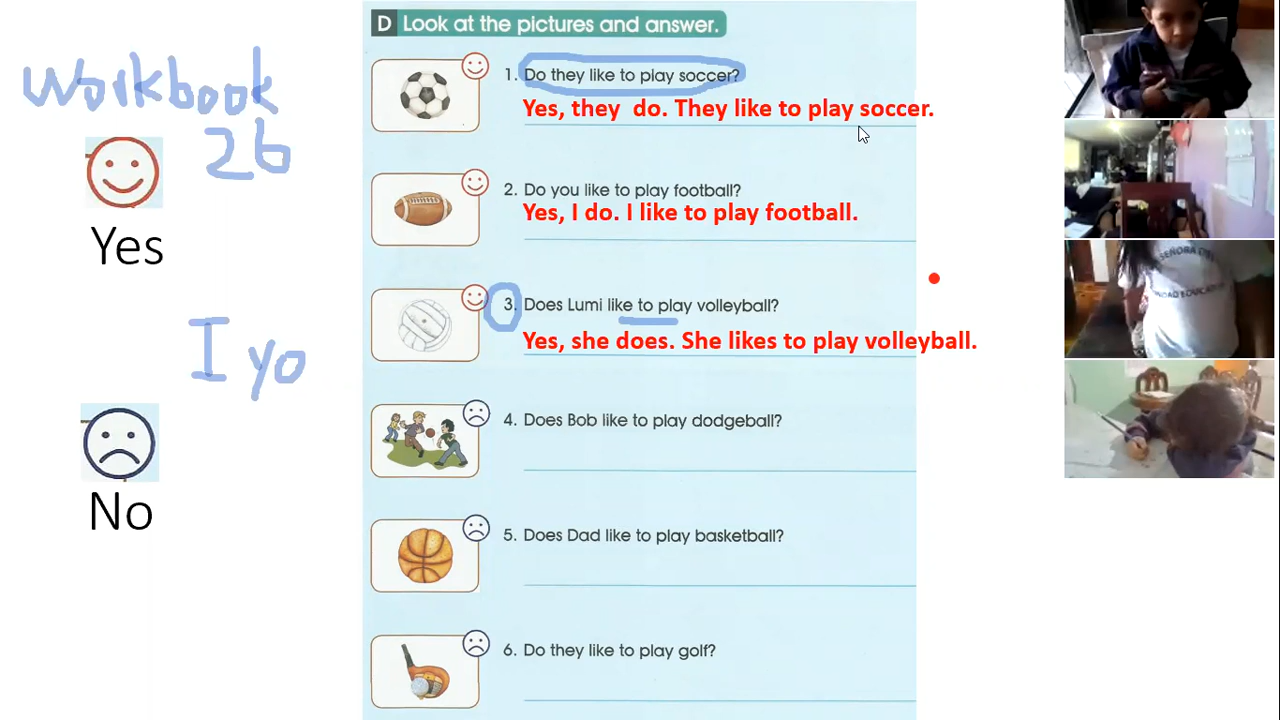 Workbook
26
Yes
I yo
No
D Look at the pictures and answer.
1. Do they like to play soccer?
Yes, they do. They like to play soccer.
2. Do you like to play football?
Yes, I do. I like to play football.
3. Does Lumi like to play volleyball?
Yes, she does. She likes to play volleyball.
4. Does Bob like to play dodgeball?
5. Does Dad like to play basketball?
6. Do they like to play golf?
SEÑORA DE